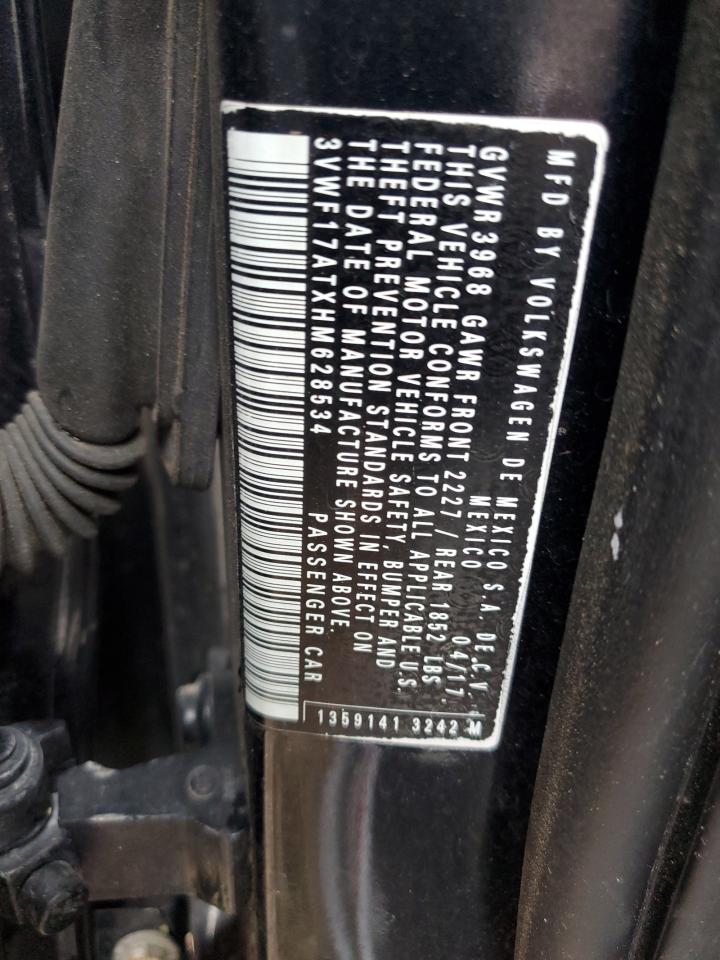 MFD BY VOLKSWAGEN DE MEXICO S.A. DE C.V.
MEXICO 04/17
GVWR 3968 GAWR FRONT 2227 / REAR 1852 LBS.
THIS VEHICLE CONFORMS TO ALL APPLICABLE U.S.
FEDERAL MOTOR VEHICLE SAFETY, BUMPER AND
THEFT PREVENTION STANDARDS IN EFFECT ON
THE DATE OF MANUFACTURE SHOWN ABOVE.
3VWF17ATXHM628534 PASSENGER CAR
1359141 3242 M